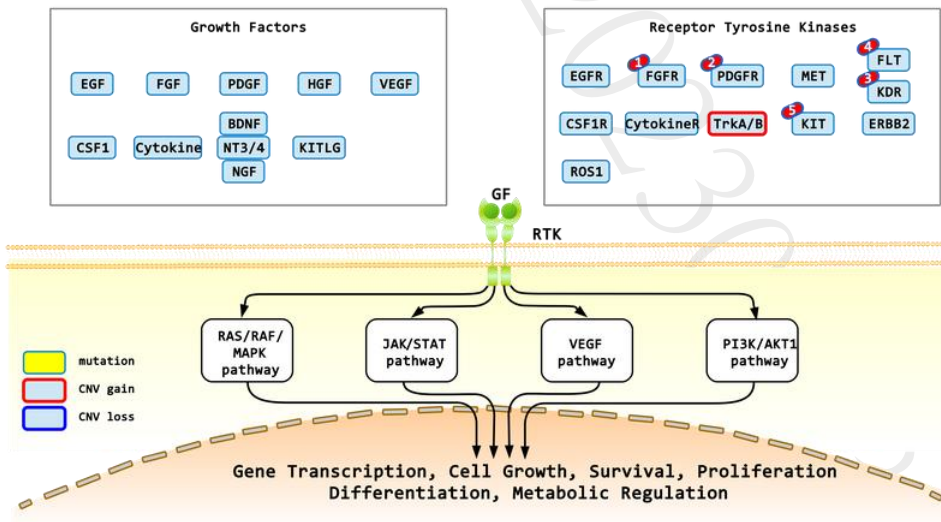 Growth Factors
EGF FGF PDGF HGF VEGF
BDNF
CSF1 Cytokine NT3/4 KITLG
NGF
Receptor Tyrosine Kinases
4
FLT
1 2
EGFR FGFR PDGFR MET
3
KDR
5
CSF1R CytokineR TrkA/B KIT ERBB2
ROS1
GF
RTK
RAS/RAF/
MAPK
pathway
JAK/STAT
pathway
VEGF
pathway
PI3K/AKT1
pathway
mutation
CNV gain
CNV loss
Gene Transcription, Cell Growth, Survival, Proliferation
Differentiation, Metabolic Regulation